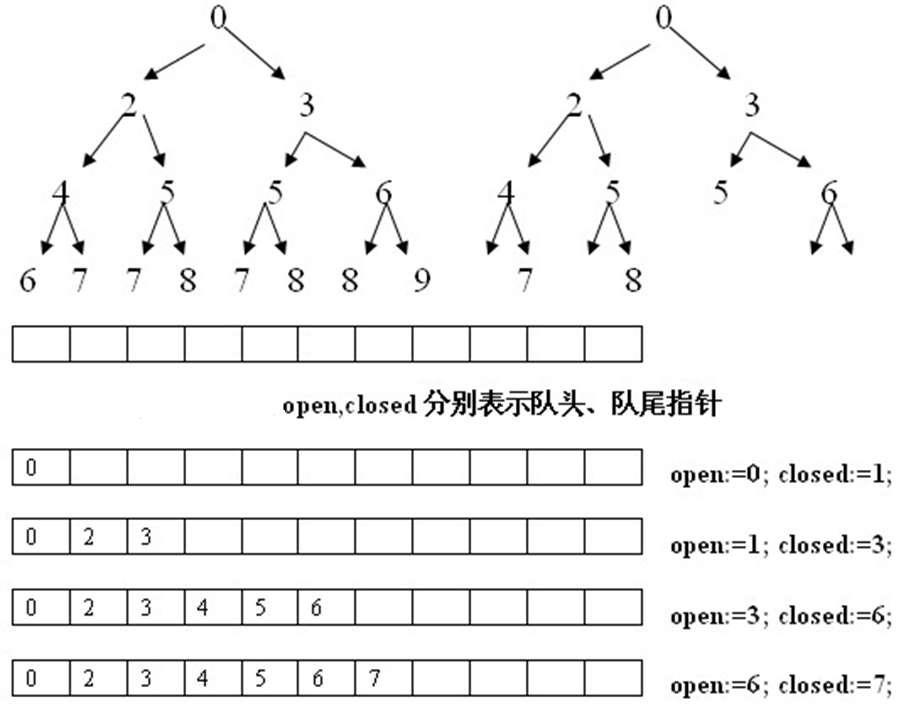 0 0
2 3 2 3
4 5 5 6 4 5 5 6
6 7 7 8 7 8 8 9 7 8
open,closed 分别表示队头、队尾指针
0 open:=0; closed:=1;
0 2 3 open:=1; closed:=3;
0 2 3 4 5 6 open:=3; closed:=6;
0 2 3 4 5 6 7 open:=6; closed:=7;